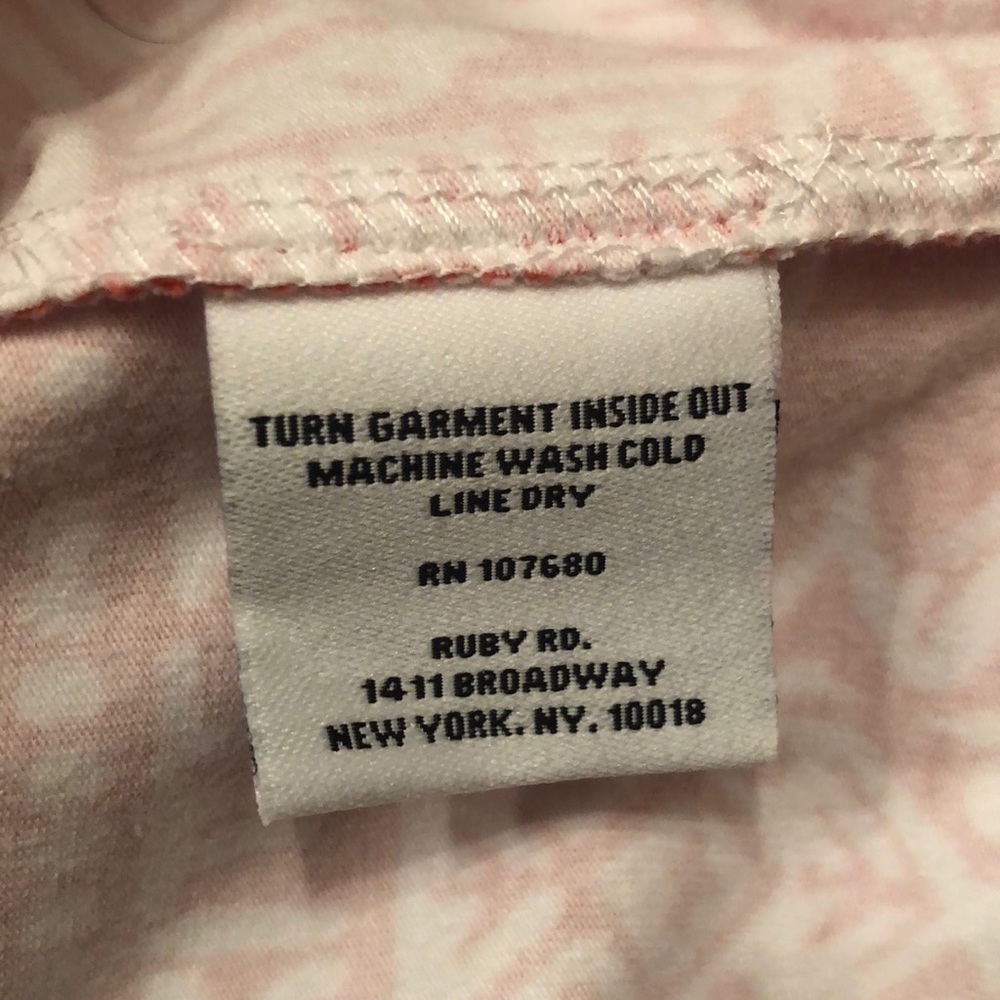 TURN GARMENT INSIDE OUT
MACHINE WASH COLD
LINE DRY
RN 107680
RUBY RD.
1411 BROADWAY
NEW YORK. NY. 10018